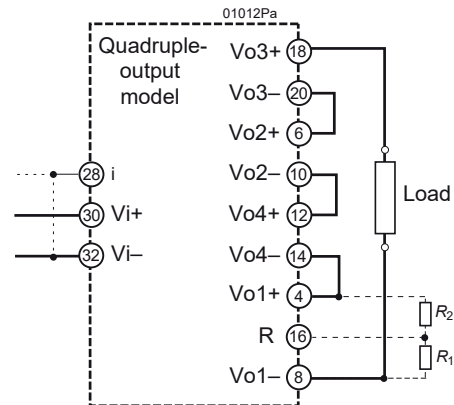 01012Pa
Quadruple-
output
model
Vo3+ 18
Vo3– 20
Vo2+ 6
28 i
Vo2– 10
30 Vi+
Vo4+ 12
Load
32 Vi–
Vo4– 14
Vo1+ 4
R2
R 16
R1
Vo1– 8